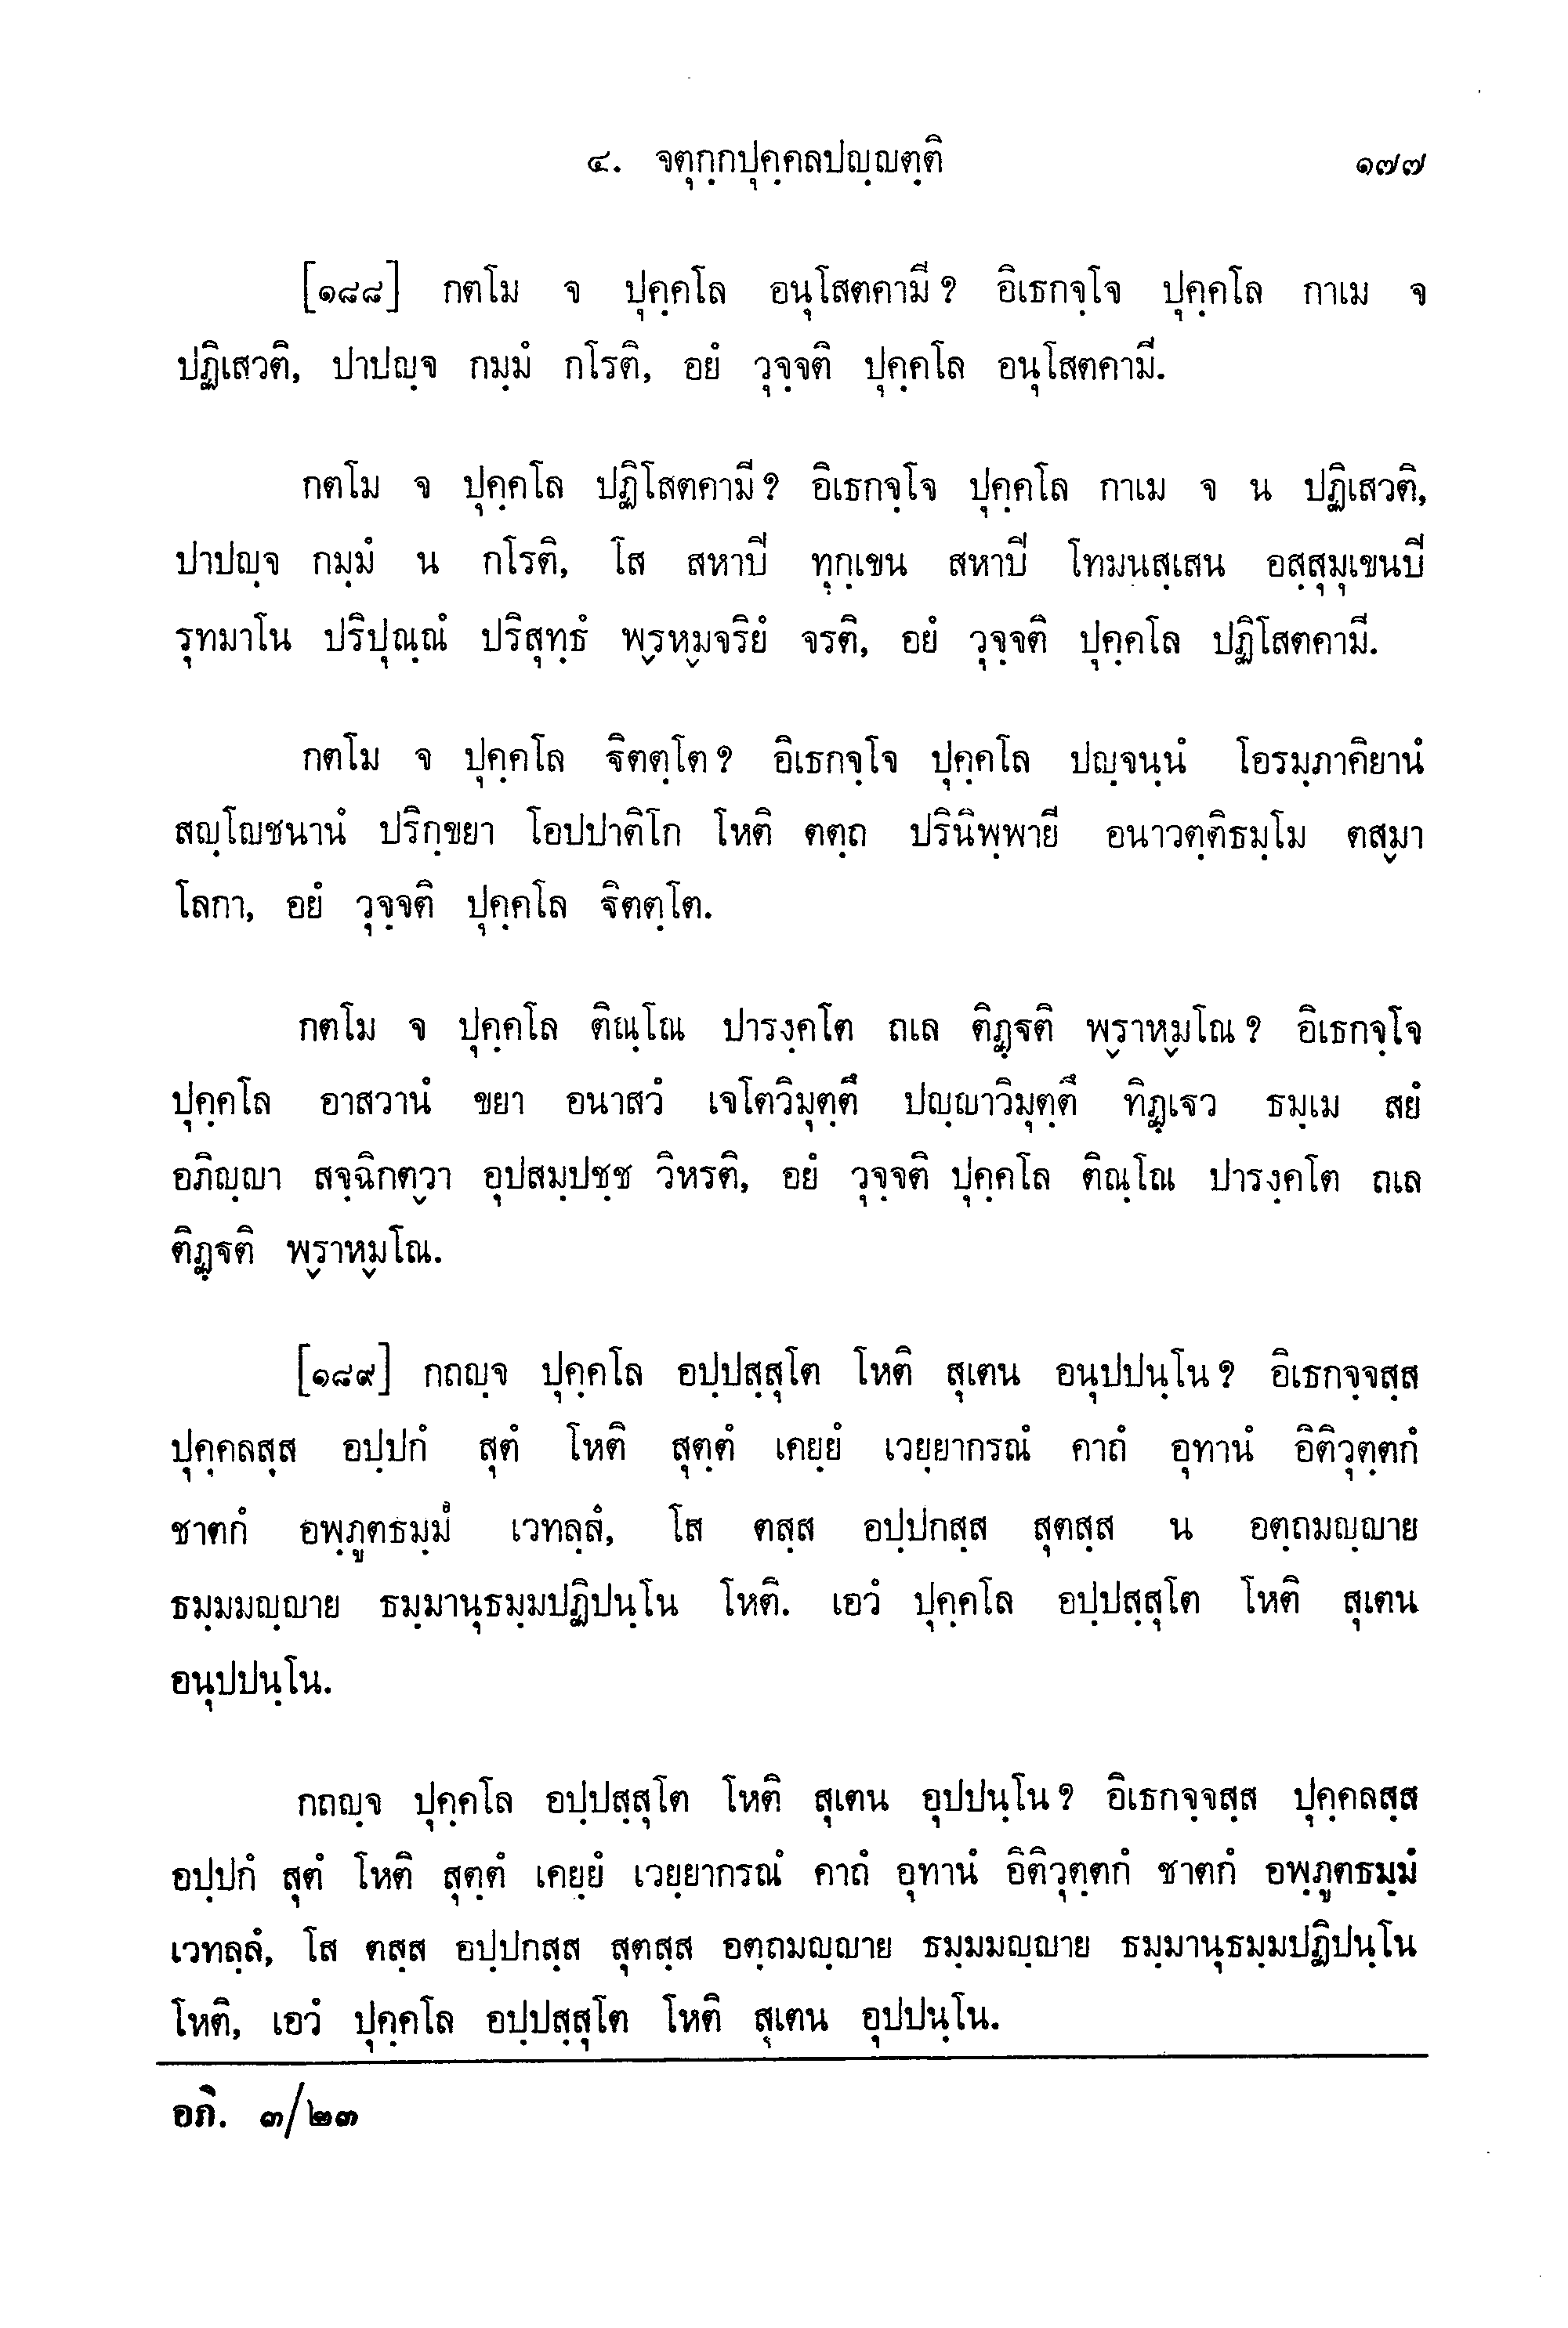 ๔. จตุกฺกปุคฺคลปญฺญตฺติ ๑๗๗
[๑๘๘] กตโม จ ปุคฺคโล อนุโสตคามี ? อิเธกจฺโจ ปุคฺคโล กาเม จ
ปฏิเสวติ, ปาปญฺจ กมฺมํ กโรติ, อยํ วุจฺจติ ปุคฺคโล อนุโสตคามี.
กตโม จ ปุคฺคโล ปฏิโสตคามี ? อิเธกจฺโจ ปุคฺคโล กาเม จ น ปฏิเสวติ,
ปาปญฺจ กมฺมํ น กโรติ, โส สหาปิ ทุกฺเขน สหาปิ โทมนสฺเสน อสฺสุมุเขนปิ
รุทมาโน ปริปุณฺณํ ปริสุทฺธํ พฺรหฺมจริยํ จรติ, อยํ วุจฺจติ ปุคฺคโล ปฏิโสตคามี.
กตโม จ ปุคฺคโล ฐิตตฺโต ? อิเธกจฺโจ ปุคฺคโล ปญฺจนฺนํ โอรมฺภาคิยานํ
สญฺโญชนานํ ปริกฺขยา โอปปาติโก โหติ ตตฺถ ปรินิพฺพายี อนาวตฺติธมฺโม ตสฺมา
โลกา, อยํ วุจฺจติ ปุคฺคโล ฐิตตฺโต.
กตโม จ ปุคฺคโล ติณฺโณ ปารงฺคโต ถเล ติฏฺฐติ พฺราหฺมโณ ? อิเธกจฺโจ
ปุคฺคโล อาสวานํ ขยา อนาสวํ เจโตวิมุตฺตึ ปญฺญาวิมุตฺตึ ทิฏฺเฐว ธมฺเม สยํ
อภิญฺญา สจฺฉิกตฺวา อุปสมฺปชฺช วิหรติ, อยํ วุจฺจติ ปุคฺคโล ติณฺโณ ปารงฺคโต ถเล
ติฏฺฐติ พฺราหฺมโณ.
[๑๘๙] กถญฺจ ปุคฺคโล อปฺปสฺสุโต โหติ สุเตน อนุปปนฺโน ? อิเธกจฺจสฺส
ปุคฺคลสฺส อปฺปกํ สุตํ โหติ สุตฺตํ เคยฺยํ เวยฺยากรณํ คาถํ อุทานํ อิติวุตฺตกํ
ชาตกํ อพฺภูตธมฺมํ เวทลฺลํ, โส ตสฺส อปฺปกสฺส สุตสฺส น อตฺถมญฺญาย
ธมฺมมญฺญาย ธมฺมานุธมฺมปฏิปนฺโน โหติ. เอวํ ปุคฺคโล อปฺปสฺสุโต โหติ สุเตน
อนุปปนฺโน.
กถญฺจ ปุคฺคโล อปฺปสฺสุโต โหติ สุเตน อุปปนฺโน ? อิเธกจฺจสฺส ปุคฺคลสฺส
อปฺปกํ สุตํ โหติ สุตฺตํ เคยฺยํ เวยฺยากรณํ คาถํ อุทานํ อิติวุตฺตกํ ชาตกํ อพฺภูตธมฺมํ
เวทลฺลํ, โส ตสฺส อปฺปกสฺส สุตสฺส อตฺถมญฺญาย ธมฺมมญฺญาย ธมฺมานุธมฺมปฏิปนฺโน
โหติ, เอวํ ปุคฺคโล อปฺปสฺสุโต โหติ สุเตน อุปปนฺโน.
อภิ. ๓/๒๓